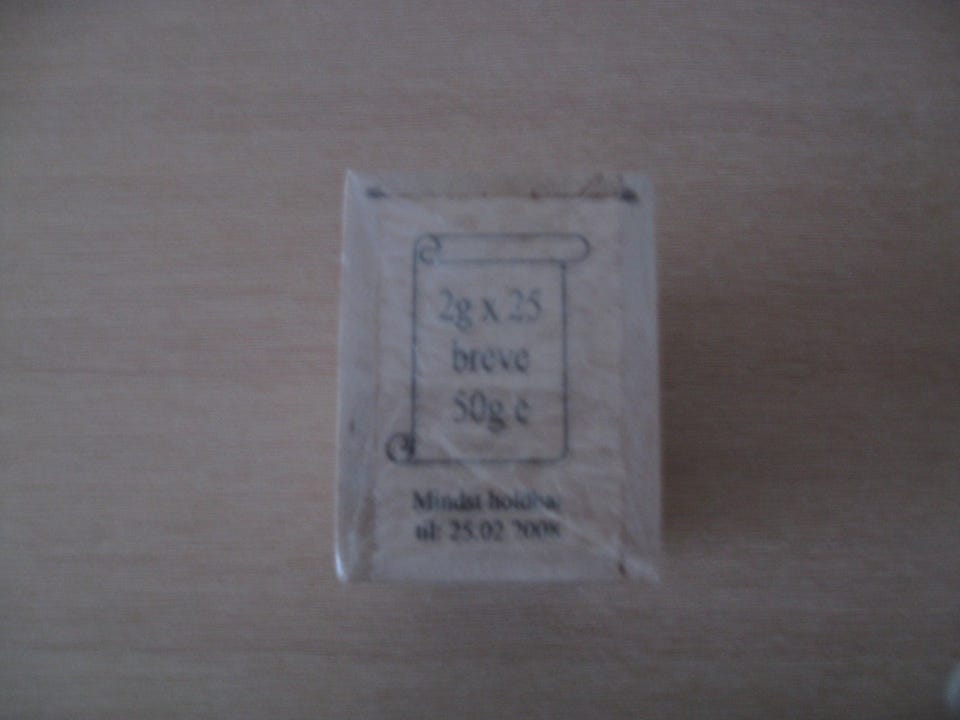 2g x 25
breve
50g e
Mindst holdbar
til: 25.02 2008